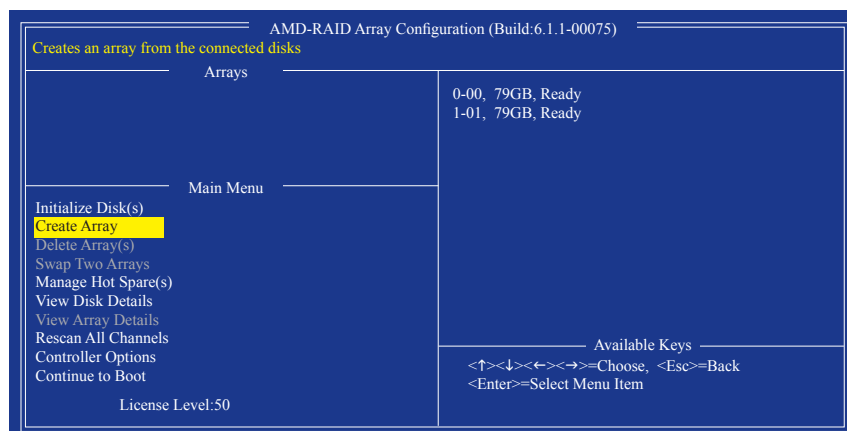 AMD-RAID Array Configuration (Build:6.1.1-00075)
Creates an array from the connected disks
Arrays
0-00, 79GB, Ready
1-01, 79GB, Ready
Main Menu
Initialize Disk(s)
Create Array
Delete Array(s)
Swap Two Arrays
Manage Hot Spare(s)
View Disk Details
View Array Details
Rescan All Channels
Controller Options
Continue to Boot
License Level:50
Available Keys
<↑><↓><←><→>=Choose, <Esc>=Back
<Enter>=Select Menu Item